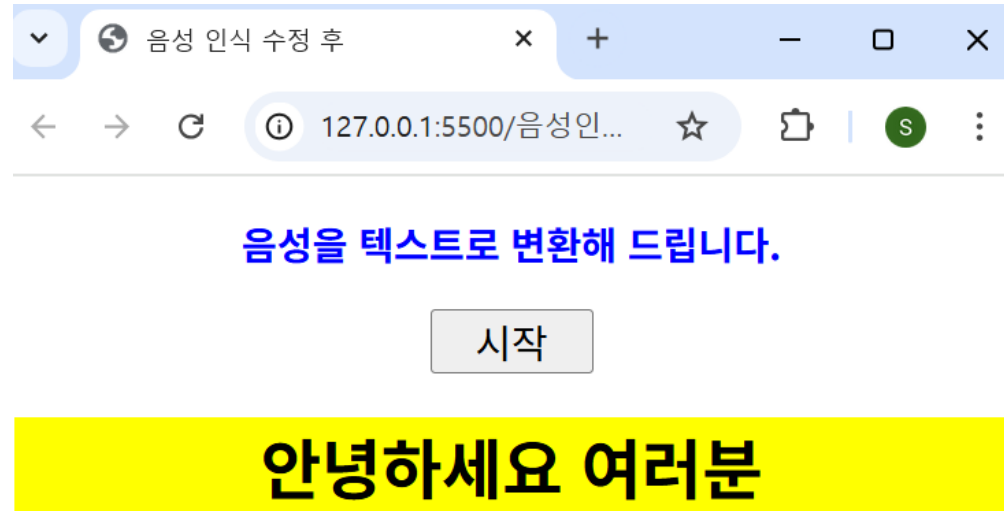 음성 인식 수정 후
127.0.0.1:5500/음성인...
S
음성을 텍스트로 변환해 드립니다.
시작
안녕하세요 여러분